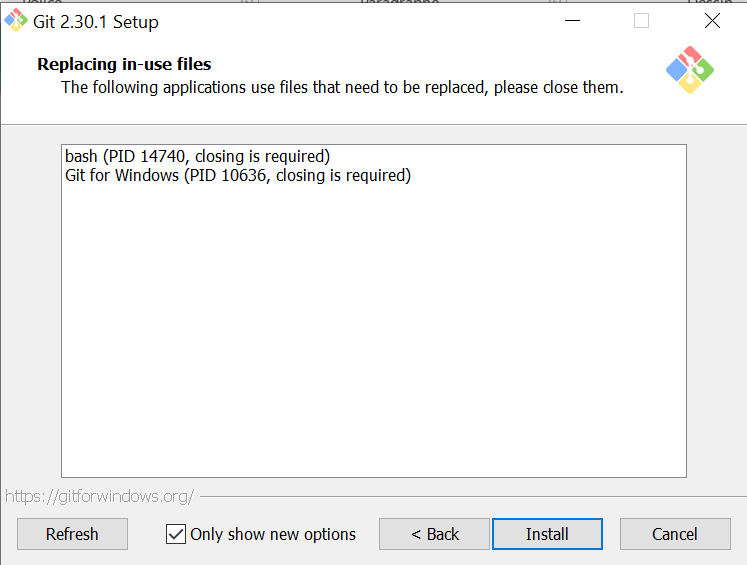 Git 2.30.1 Setup
Replacing in-use files
The following applications use files that need to be replaced, please close them.
bash (PID 14740, closing is required)
Git for Windows (PID 10636, closing is required)
https://gitforwindows.org/
Refresh
Only show new options
< Back
Install
Cancel